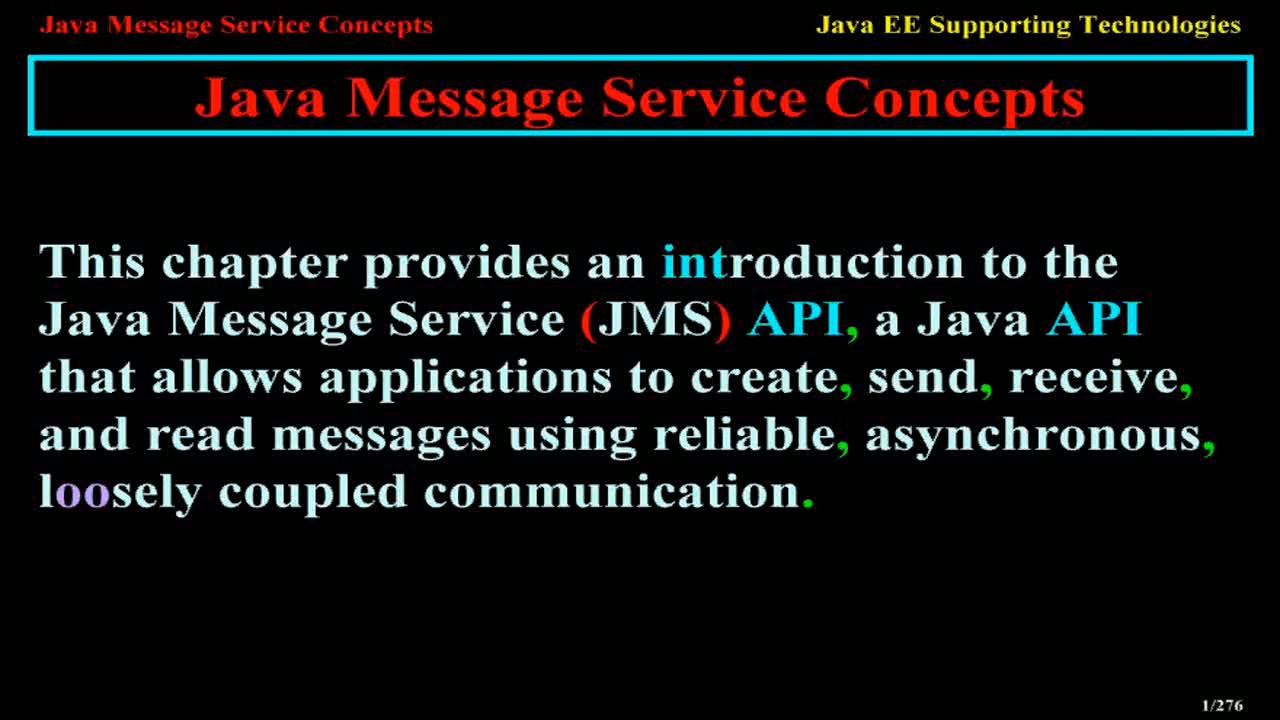 Java Message Service Concepts
Java EE Supporting Technologies
Java Message Service Concepts
This chapter provides an introduction to the
Java Message Service (JMS) API, a Java API
that allows applications to create, send, receive,
and read messages using reliable, asynchronous,
loosely coupled communication.
1/276